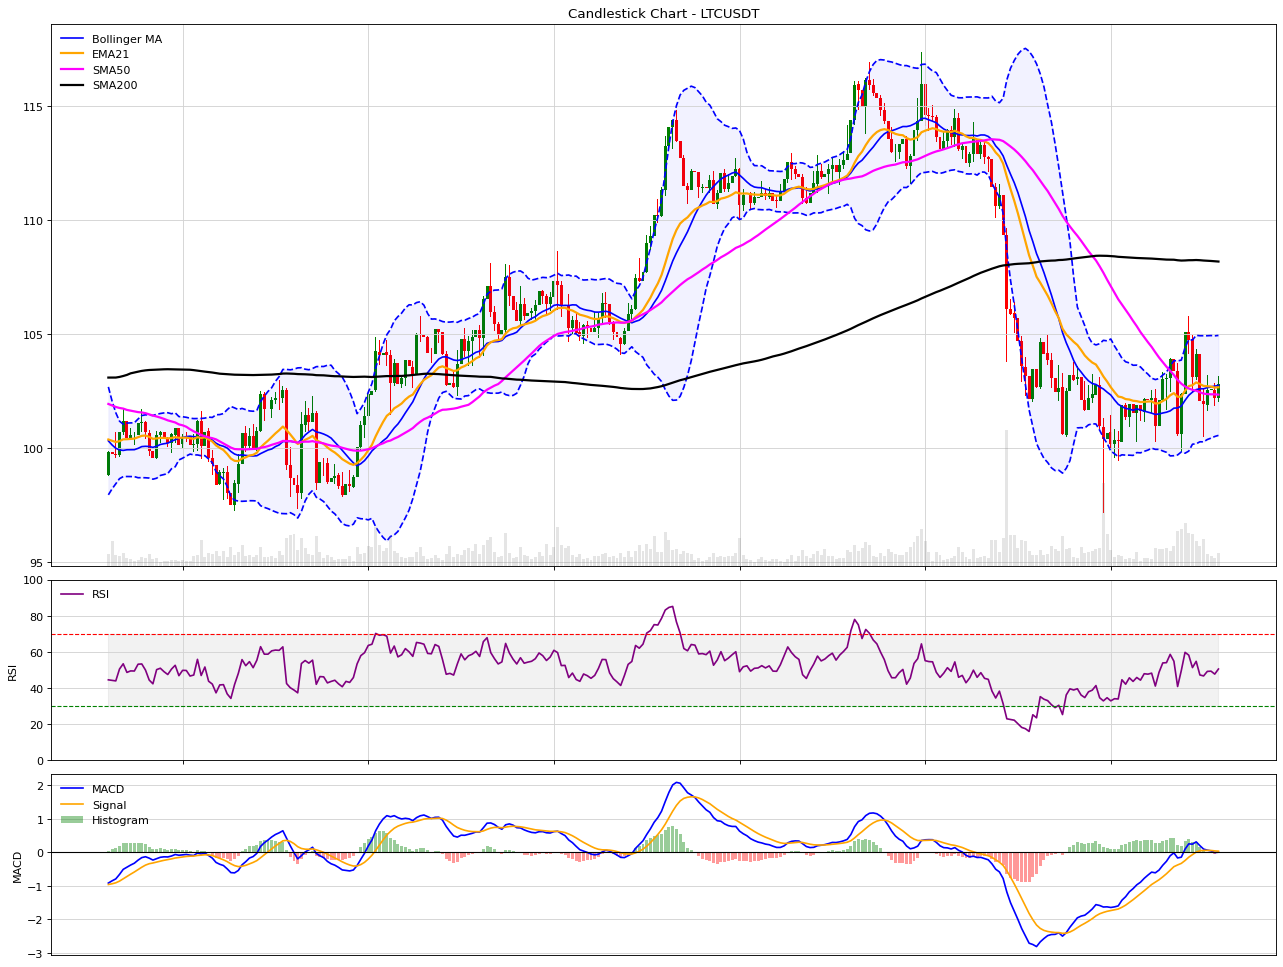 Candlestick Chart - LTCUSDT
Bollinger MA
EMA21
SMA50
SMA200
115
110
105
100
95
100
RSI
80
60
40
20
0
RSI
2
MACD
Signal
1
Histogram
0
−1
−2
−3
MACD